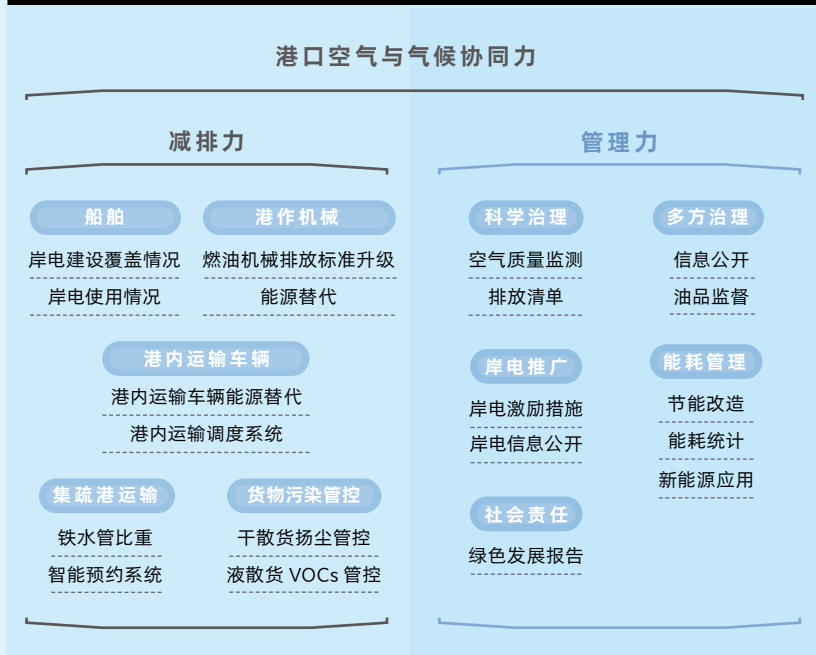 港口空气与气候协同力
减排力
船舶
岸电建设覆盖情况
岸电使用情况
港作机械
燃油机械排放标准升级
能源替代
港内运输车辆
港内运输车辆能源替代
港内运输调度系统
集疏港运输
铁水管比重
智能预约系统
货物污染管控
干散货扬尘管控
液散货 VOCs 管控
管理力
科学治理
空气质量监测
排放清单
多方治理
信息公开
油品监督
岸电推广
岸电激励措施
岸电信息公开
能耗管理
节能改造
能耗统计
新能源应用
社会责任
绿色发展报告